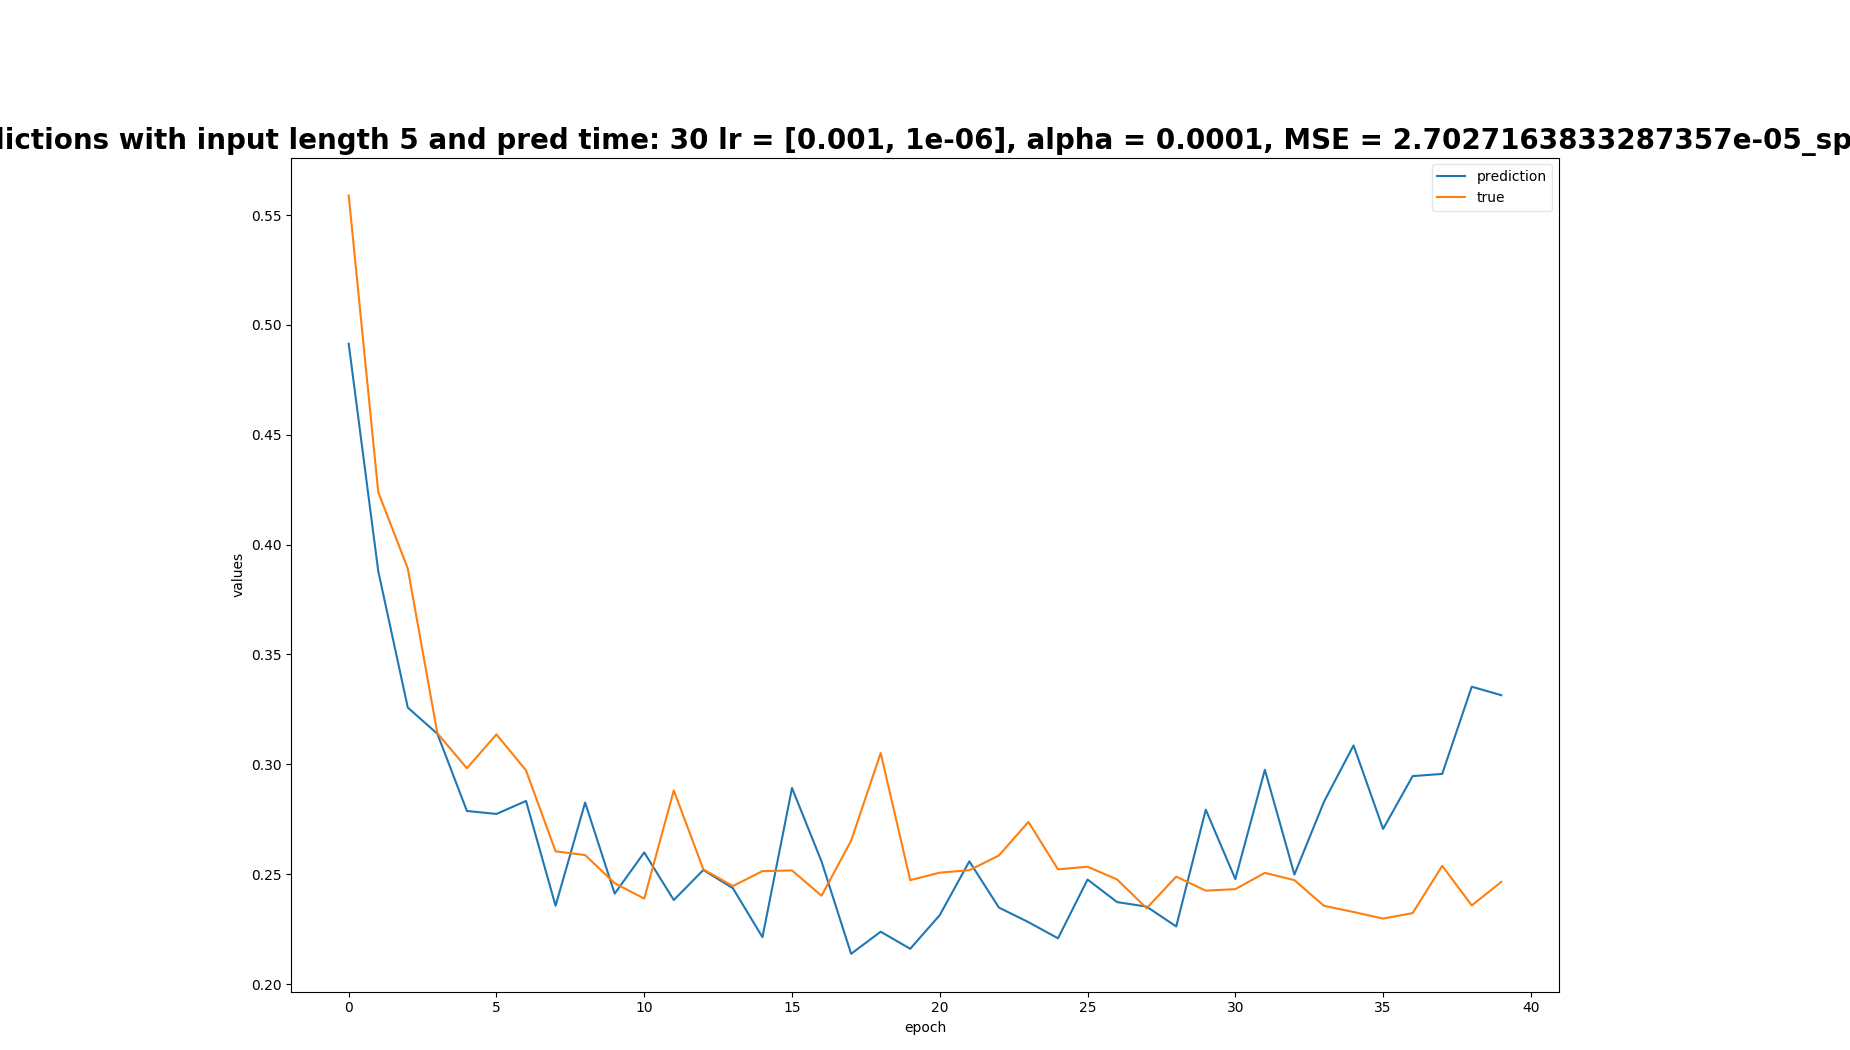 dictions with input length 5 and pred time: 30 lr = [0.001, 1e-06], alpha = 0.0001, MSE = 2.7027163833287357e-05_sp
prediction
true
0.55
0.50
0.45
0.40
0.35
0.30
0.25
0.20
values
0 5 10 15 20 25 30 35 40
epoch